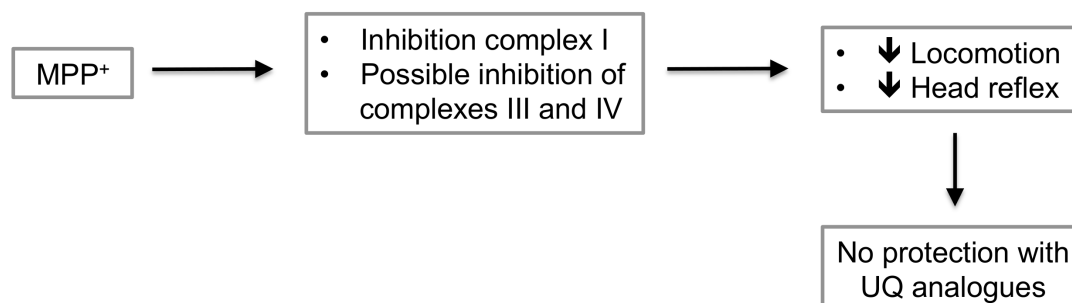 MPP⁺
• Inhibition complex I
• Possible inhibition of
complexes III and IV
• 🡻 Locomotion
• 🡻 Head reflex
No protection with
UQ analogues